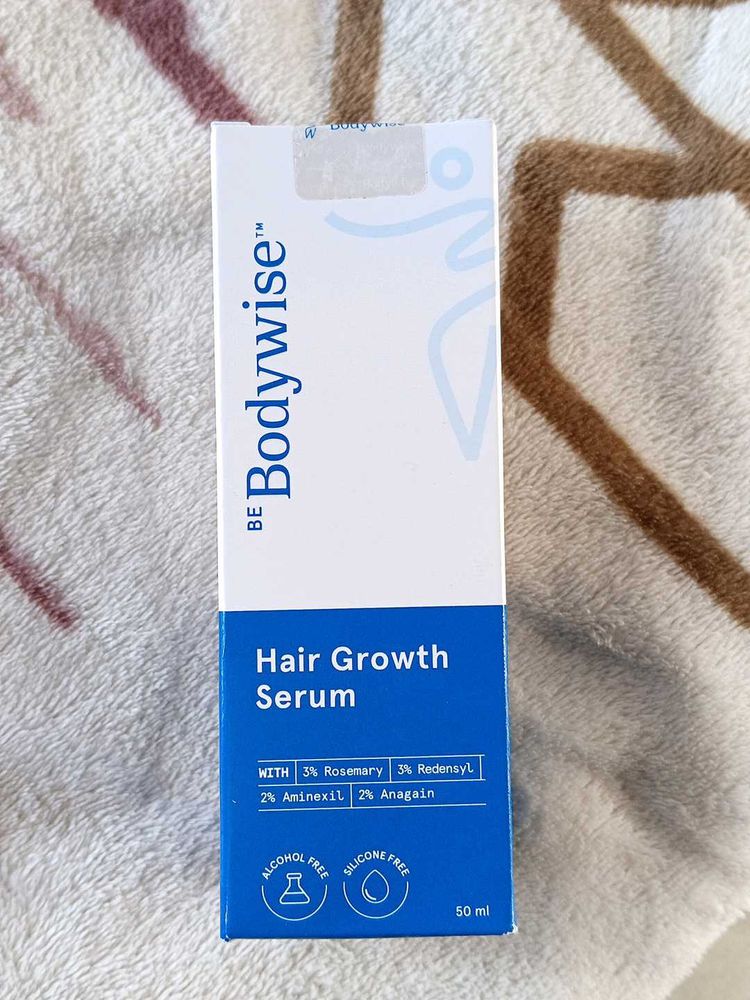 Bodywise
BE Bodywise™
Hair Growth
Serum
WITH 3% Rosemary 3% Redensyl
2% Aminexil 2% Anagain
ALCOHOL FREE SILICONE FREE
50 ml